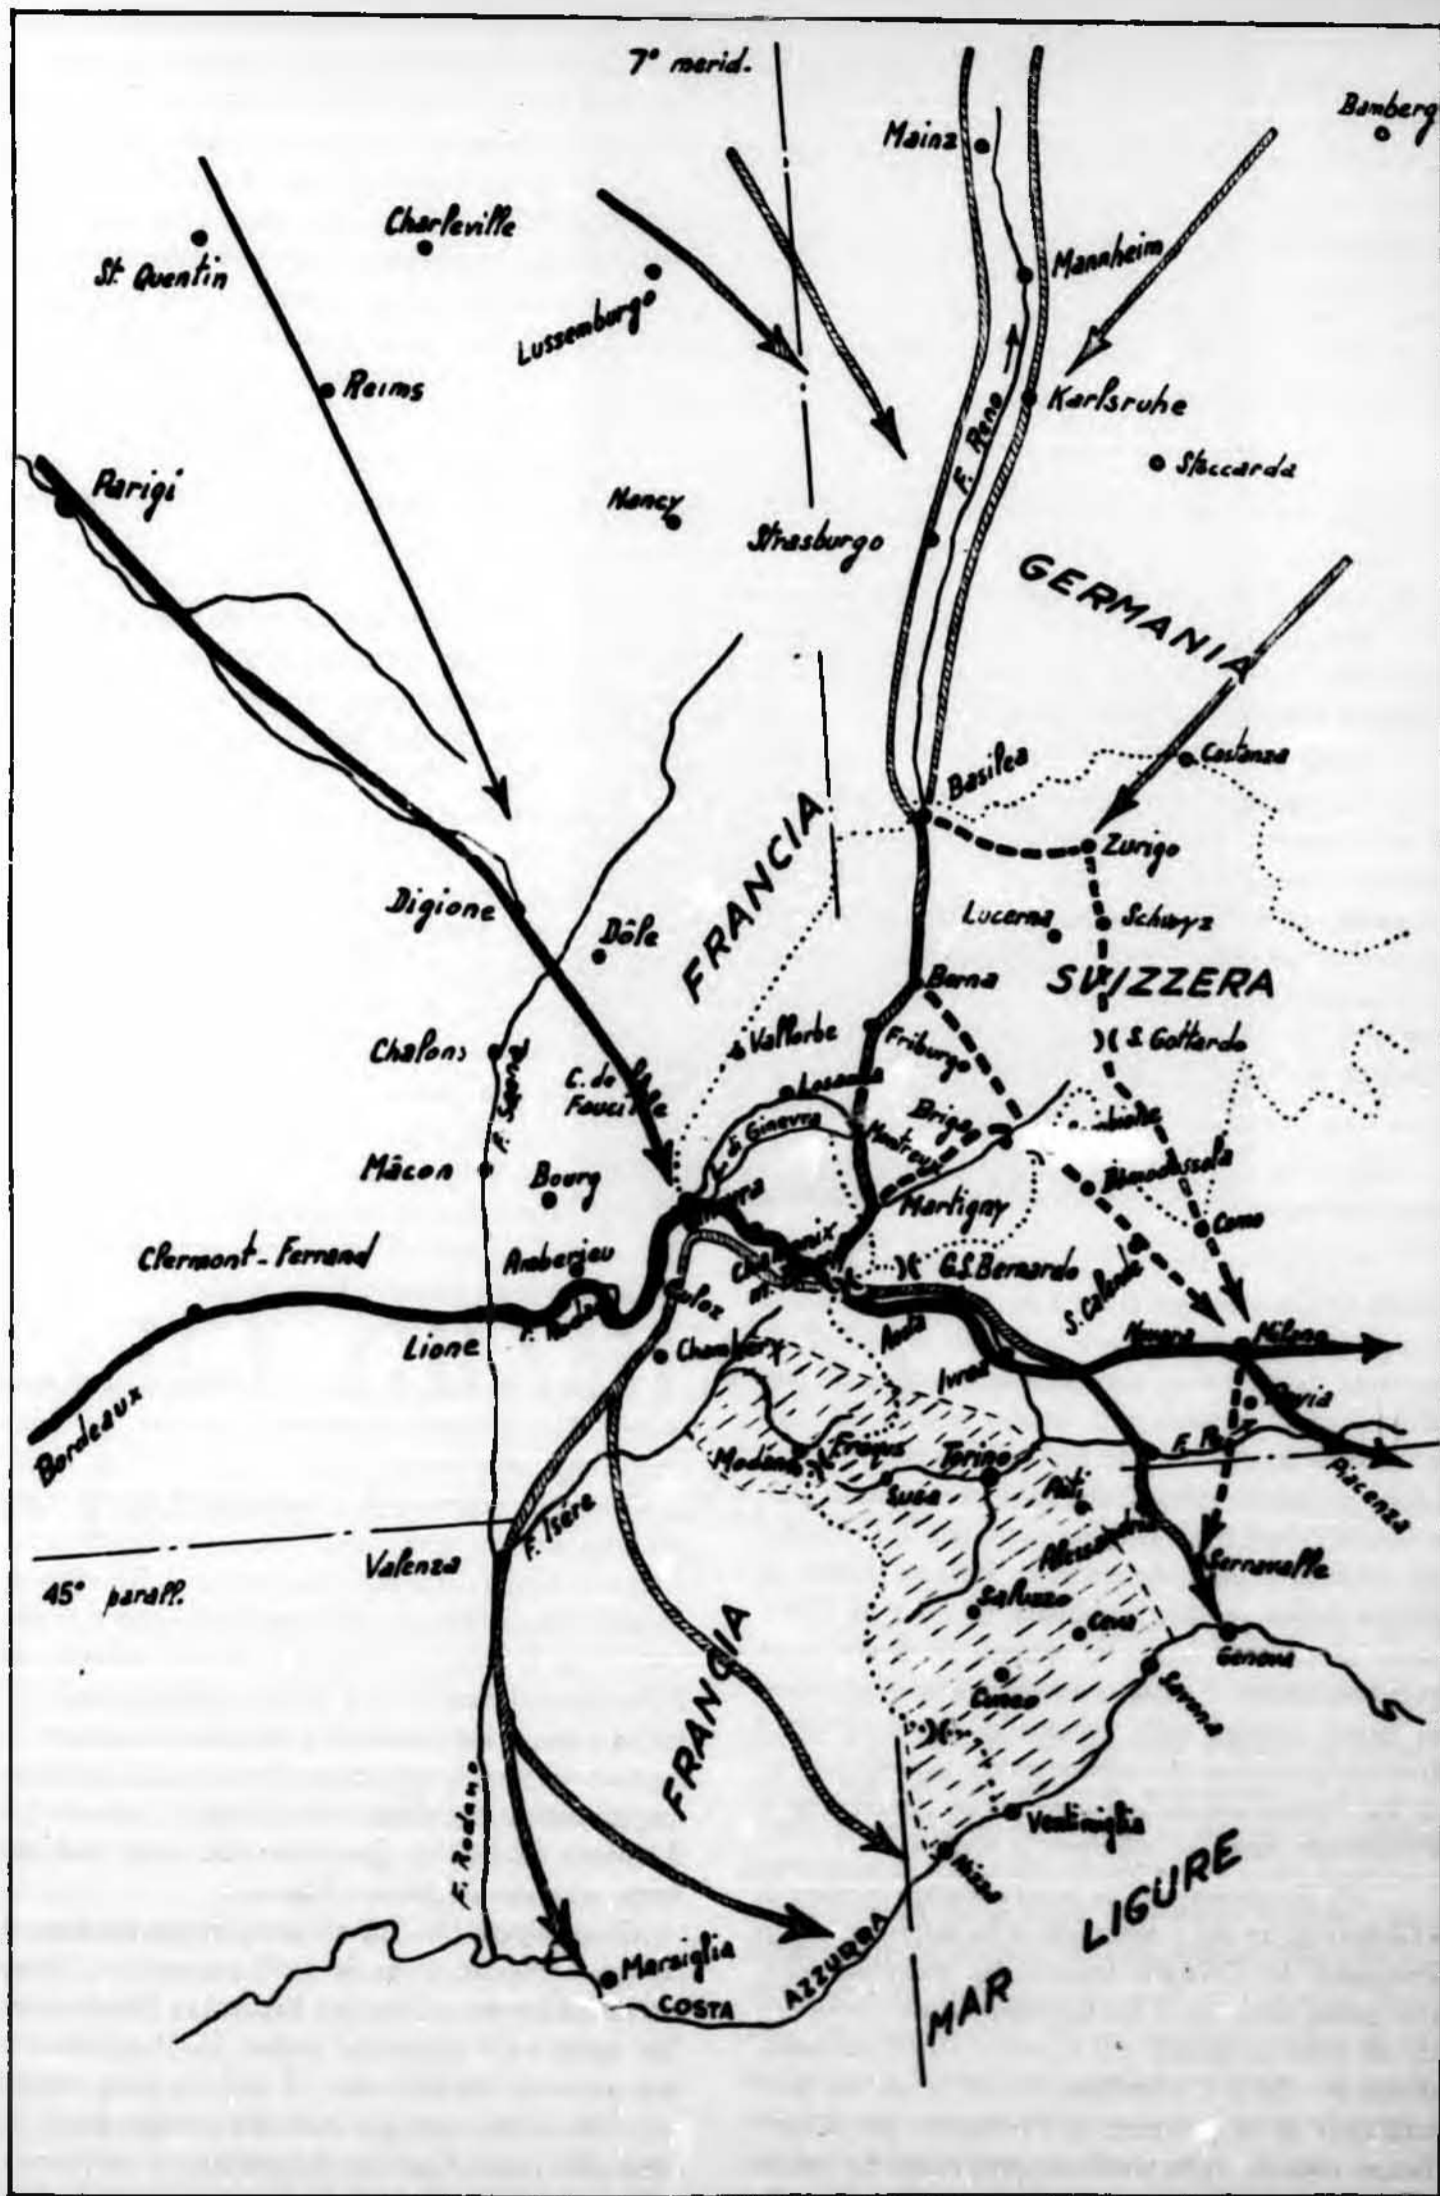 7° merid.
Bamberg
Mainz
Charleville
St. Quentin
Mannheim
Lussemburgo
Reims
Karlsruhe
F. Reno
Stoccarda
Parigi
Nancy
Strasburgo
GERMANIA
Costanza
Basilea
FRANCIA
Zurigo
Digione
Lucerna
Schwyz
Dôle
Berna
SVIZZERA
Vallorbe
Friburgo
S. Gottardo
Chalons
C. de la
Faucille
Losanna
L. di Ginevra
Briga
Montreux
Mâcon
Bourg
Domodossola
Martigny
Como
Clermont-Ferrand
Amberieu
Culoz
G.S. Bernardo
Lione
Chambery
Aosta
Ivrea
Novara
Milano
Pavia
Bordeaux
Modane
Frejus
Torino
F. Po
Piacenza
Susa
Asti
F. Isère
Alessandria
Valenza
45° parall.
Serravalle
Saluzzo
Ceva
Genova
FRANCIA
Cuneo
Savona
F. Rodano
Ventimiglia
Nizza
MAR LIGURE
Marsiglia
COSTA AZZURRA